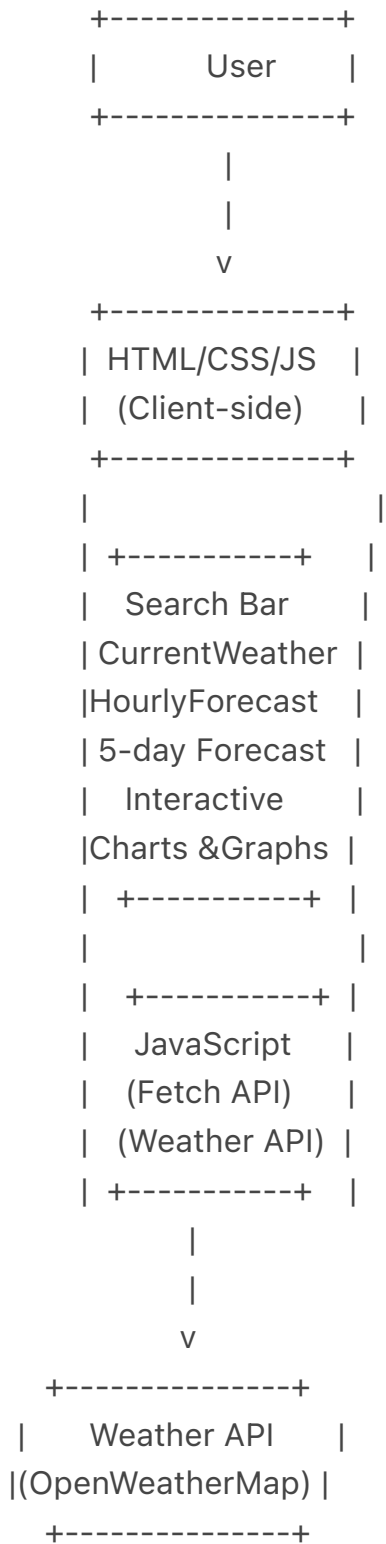 +---------------+
| User |
+---------------+
|
|
v
+---------------+
| HTML/CSS/JS |
| (Client-side) |
+---------------+
| |
| +-----------+ |
| Search Bar |
| CurrentWeather |
|HourlyForecast |
| 5-day Forecast |
| Interactive |
|Charts &Graphs |
| +-----------+ |
| |
| +-----------+ |
| JavaScript |
| (Fetch API) |
| (Weather API) |
| +-----------+ |
|
|
v
+---------------+
| Weather API |
|(OpenWeatherMap) |
+---------------+